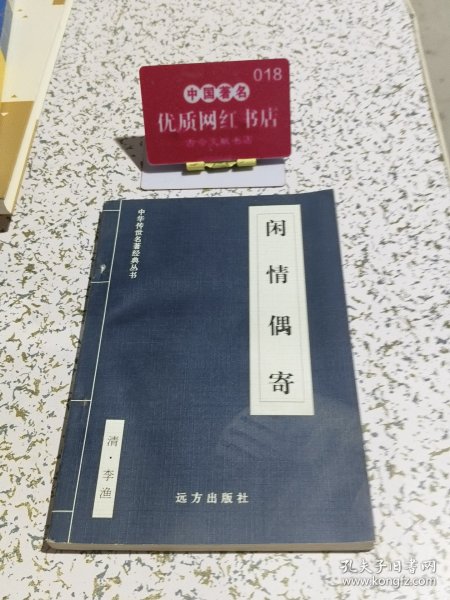 018
中国著名
优质网红书店
中华传世名著经典丛书
闲情偶寄
清·李渔
远方出版社
孔夫子旧书网
www.kongfz.com